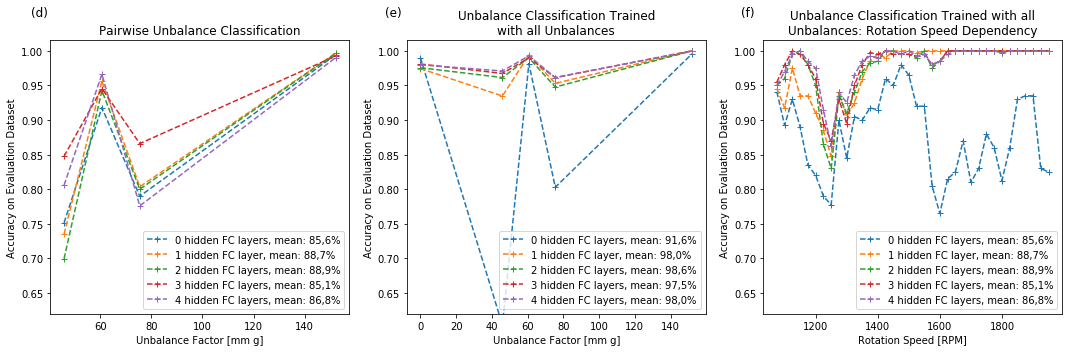 (d)
Pairwise Unbalance Classification
Accuracy on Evaluation Dataset
1.00
0.95
0.90
0.85
0.80
0.75
0.70
0.65
60
80
100
120
140
Unbalance Factor [mm g]
0 hidden FC layers, mean: 85,6%
1 hidden FC layer, mean: 88,7%
2 hidden FC layers, mean: 88,9%
3 hidden FC layers, mean: 85,1%
4 hidden FC layers, mean: 86,8%
(e)
Unbalance Classification Trained
with all Unbalances
Accuracy on Evaluation Dataset
1.00
0.95
0.90
0.85
0.80
0.75
0.70
0.65
0
20
40
60
80
100
120
140
Unbalance Factor [mm g]
0 hidden FC layers, mean: 91,6%
1 hidden FC layer, mean: 98,0%
2 hidden FC layers, mean: 98,6%
3 hidden FC layers, mean: 97,5%
4 hidden FC layers, mean: 98,0%
(f)
Unbalance Classification Trained with all
Unbalances: Rotation Speed Dependency
Accuracy on Evaluation Dataset
1.00
0.95
0.90
0.85
0.80
0.75
0.70
0.65
1200
1400
1600
1800
Rotation Speed [RPM]
0 hidden FC layers, mean: 85,6%
1 hidden FC layer, mean: 88,7%
2 hidden FC layers, mean: 88,9%
3 hidden FC layers, mean: 85,1%
4 hidden FC layers, mean: 86,8%